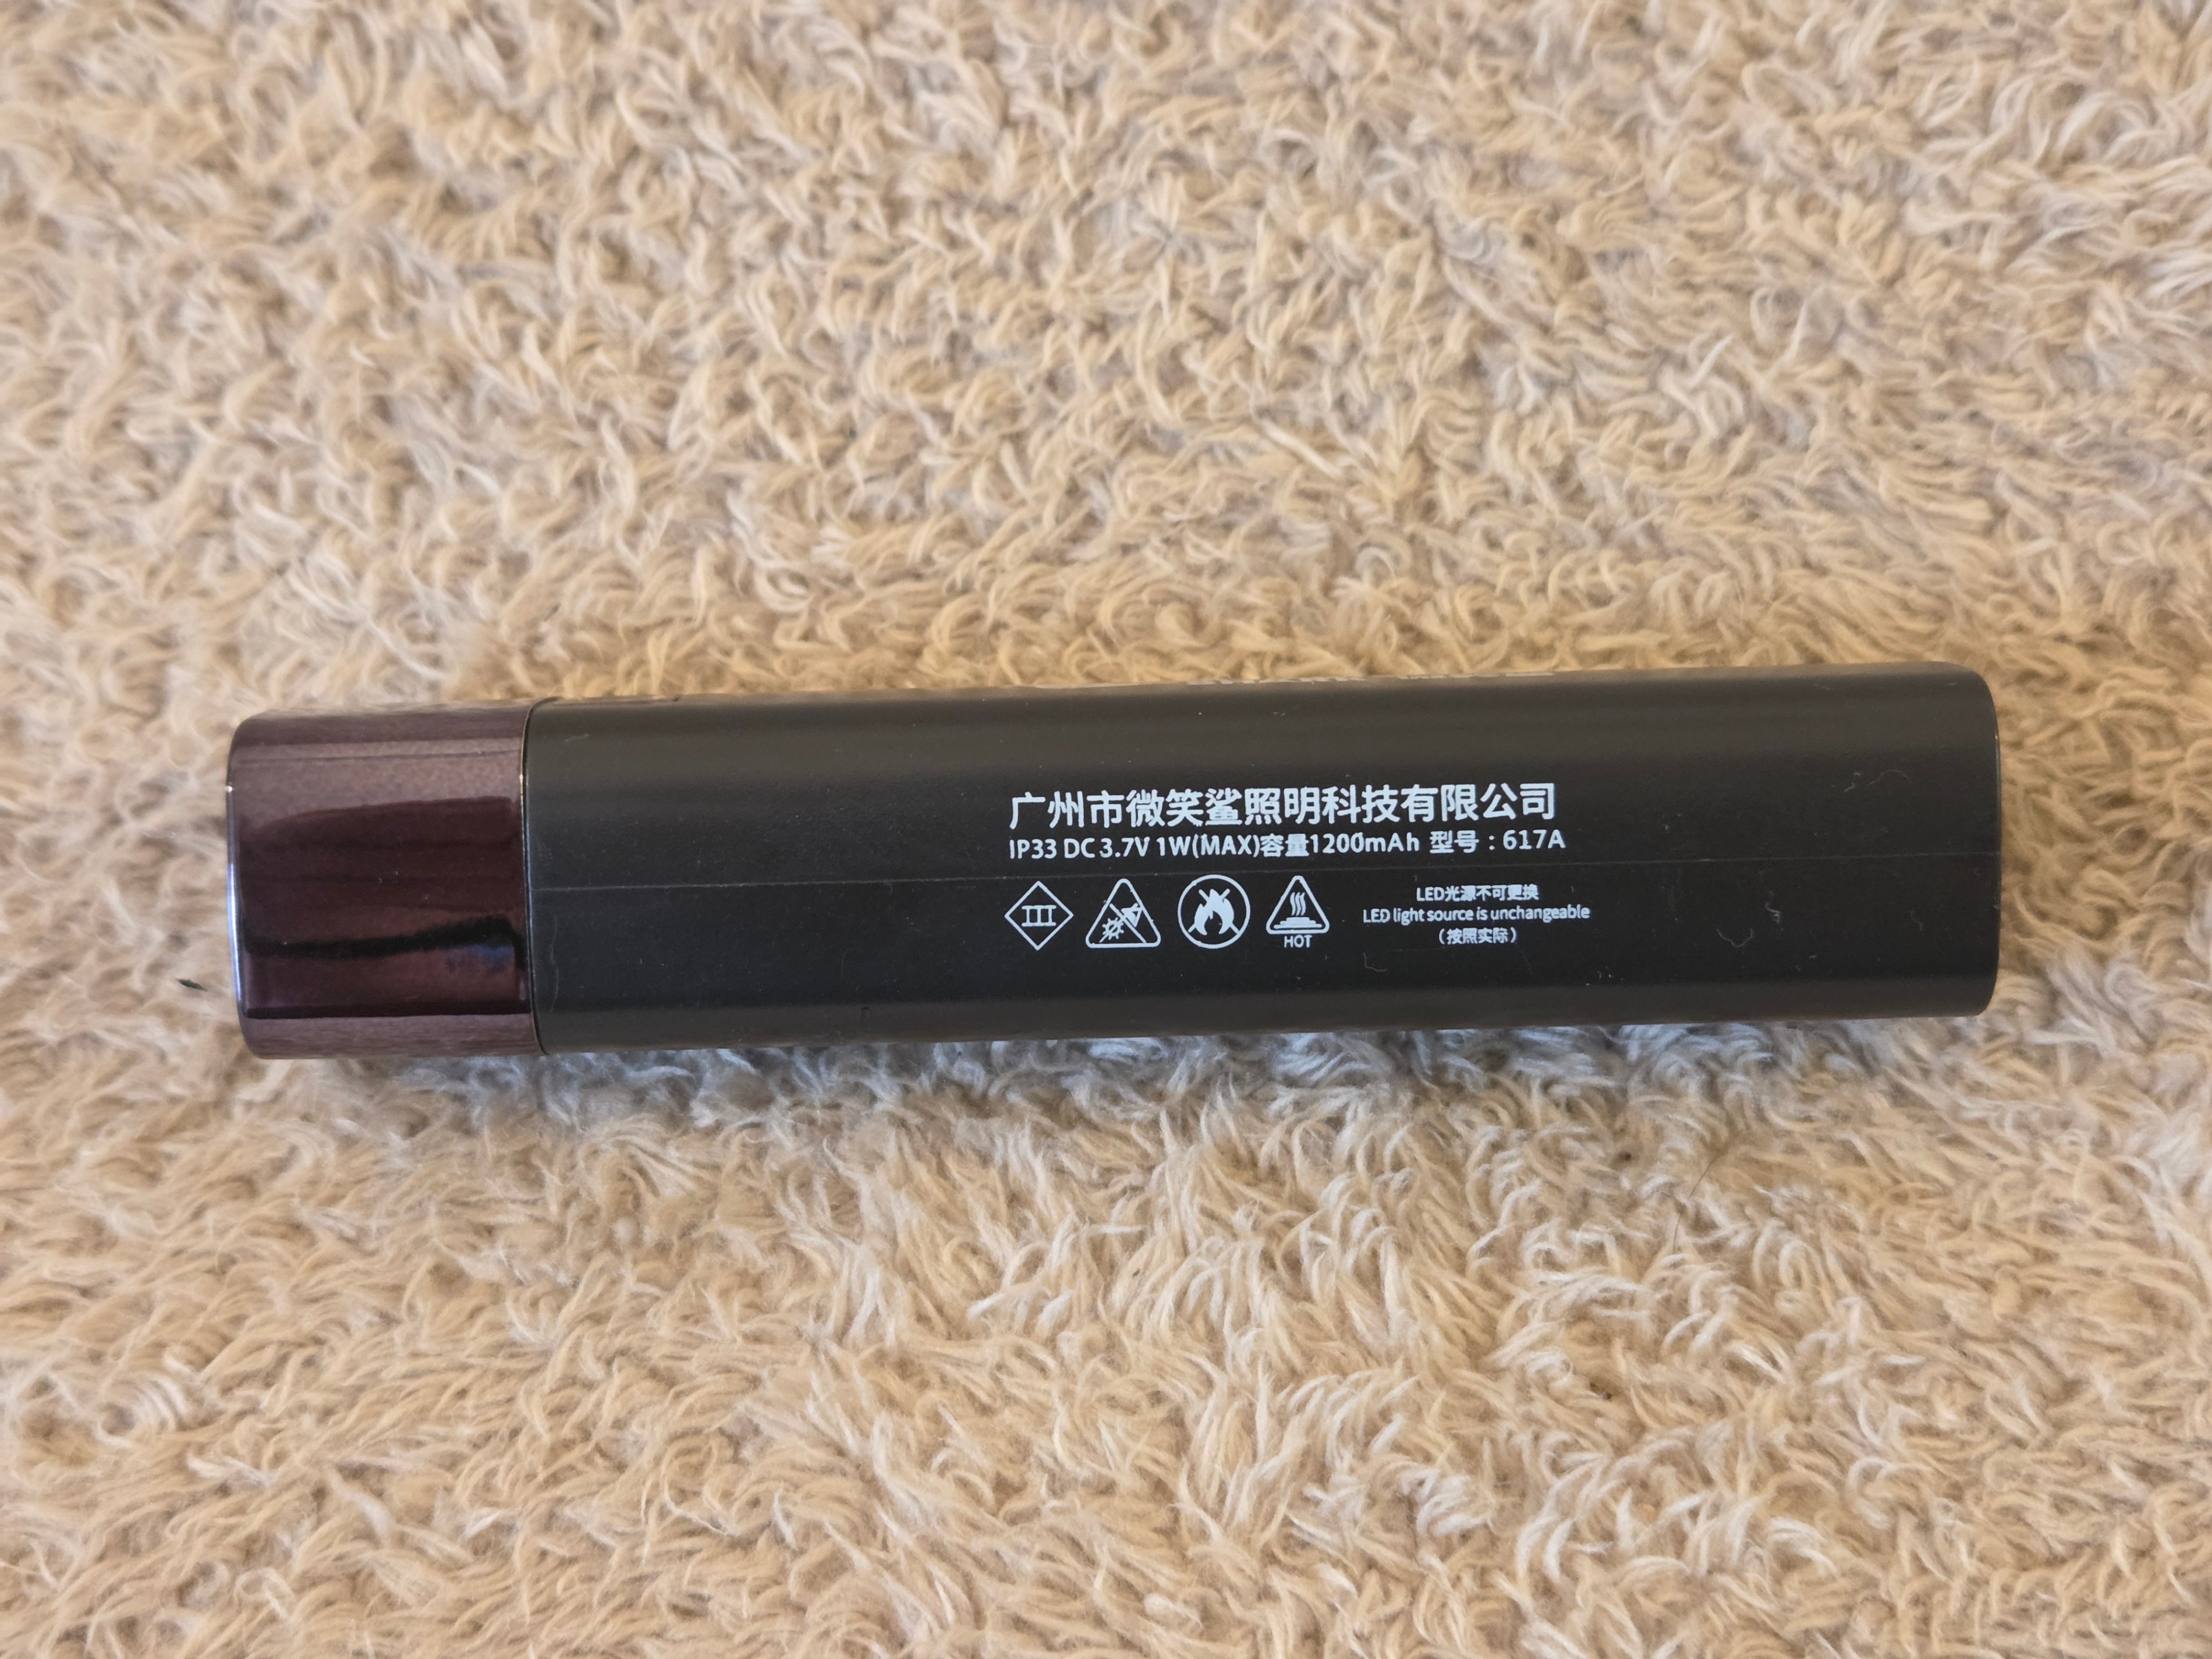 广州市微笑鲨照明科技有限公司
IP33 DC 3.7V 1W(MAX)容量1200mAh 型号：617A
III
HOT
LED光源不可更换
LED light source is unchangeable
（按照实际）